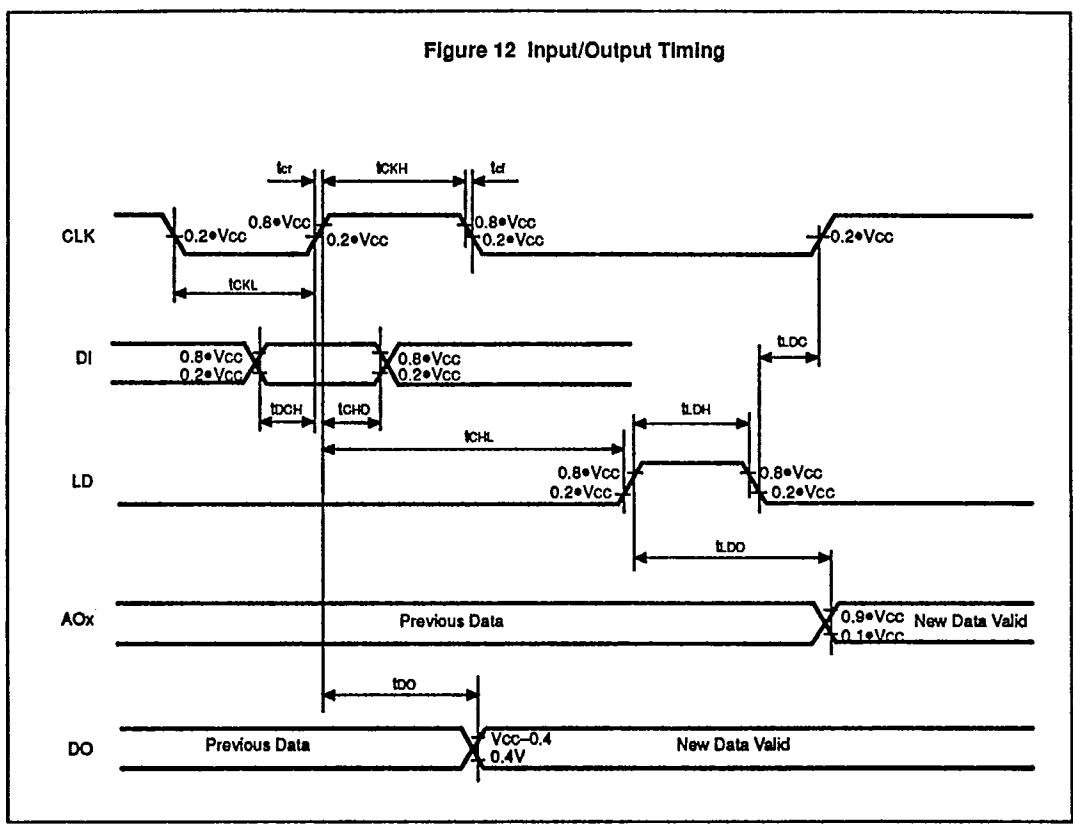 Figure 12 Input/Output Timing
tcr
tCKH
tcf
CLK
0.2•Vcc
0.8•Vcc
0.2•Vcc
0.8•Vcc
0.2•Vcc
0.2•Vcc
tCKL
DI
0.8•Vcc
0.2•Vcc
0.8•Vcc
0.2•Vcc
tLDC
tDCH
tCHD
tCHL
tLDH
LD
0.8•Vcc
0.2•Vcc
0.8•Vcc
0.2•Vcc
tLDD
AOx
Previous Data
0.9•Vcc
0.1•Vcc
New Data Valid
tDO
DO
Previous Data
Vcc–0.4
0.4V
New Data Valid